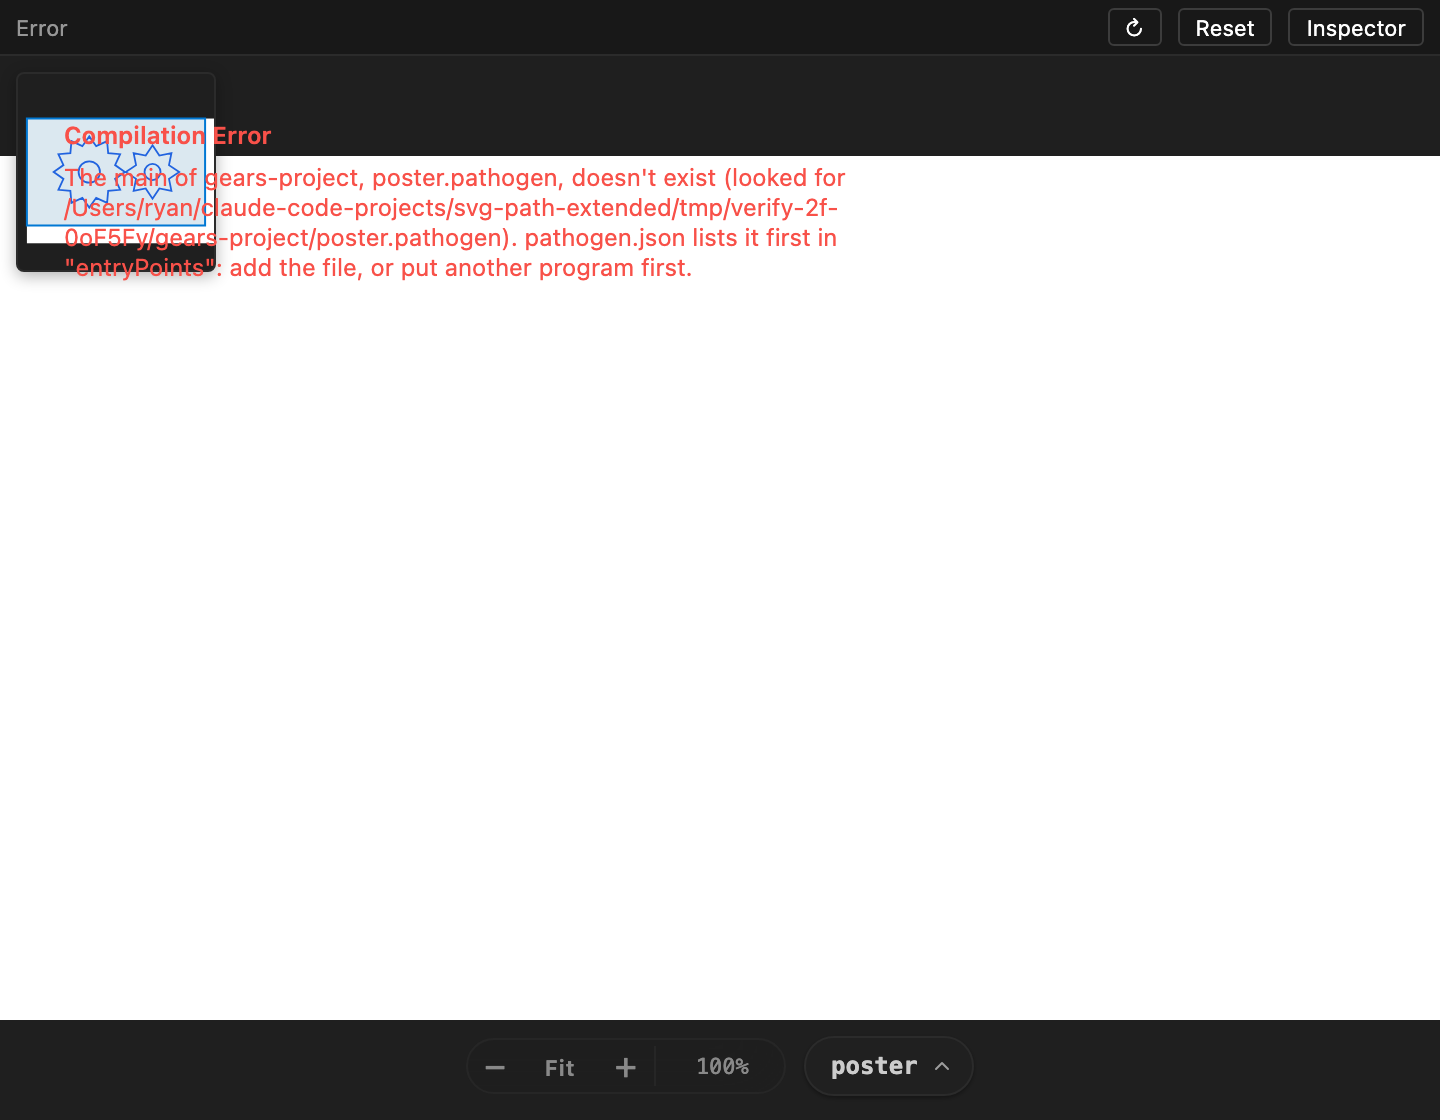 Error
Reset
Inspector
Compilation Error
The main of gears-project, poster.pathogen, doesn't exist (looked for
/Users/ryan/claude-code-projects/svg-path-extended/tmp/verify-2f-
0oF5Fy/gears-project/poster.pathogen). pathogen.json lists it first in
"entryPoints": add the file, or put another program first.
Fit
100%
poster